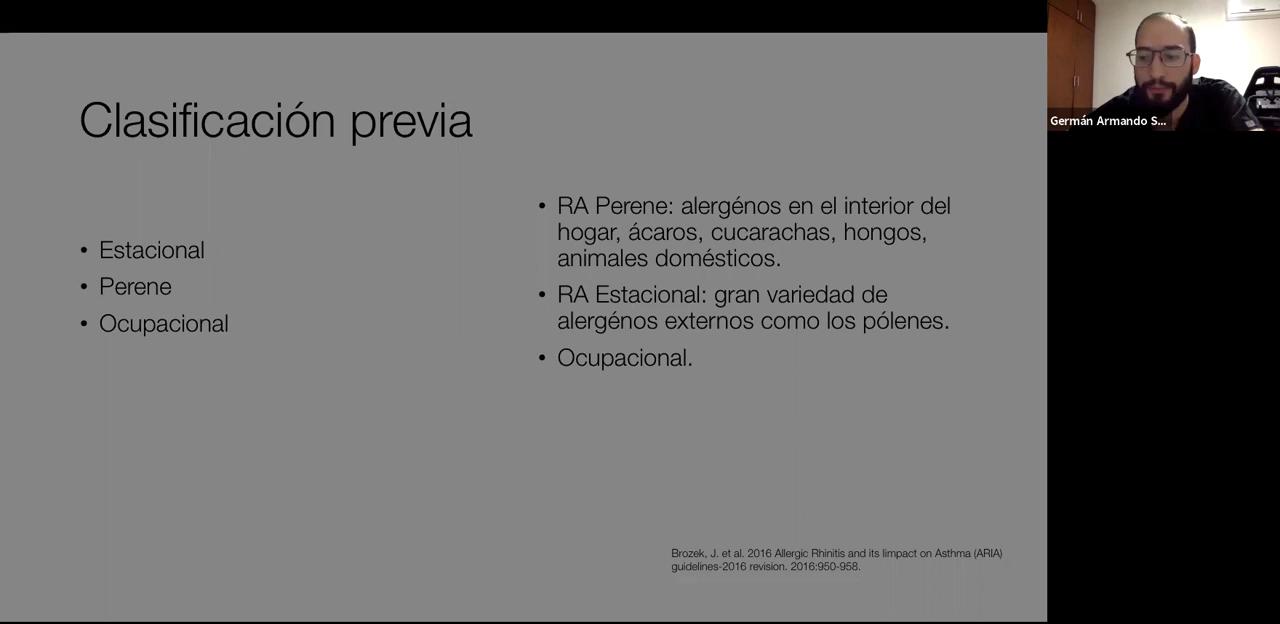 Clasificación previa
• Estacional
• Perene
• Ocupacional
• RA Perene: alergénos en el interior del
hogar, ácaros, cucarachas, hongos,
animales domésticos.
• RA Estacional: gran variedad de
alergénos externos como los pólenes.
• Ocupacional.
Brozek, J. et al. 2016 Allergic Rhinitis and its Iimpact on Asthma (ARIA)
guidelines-2016 revision. 2016:950-958.
Germán Armando S...